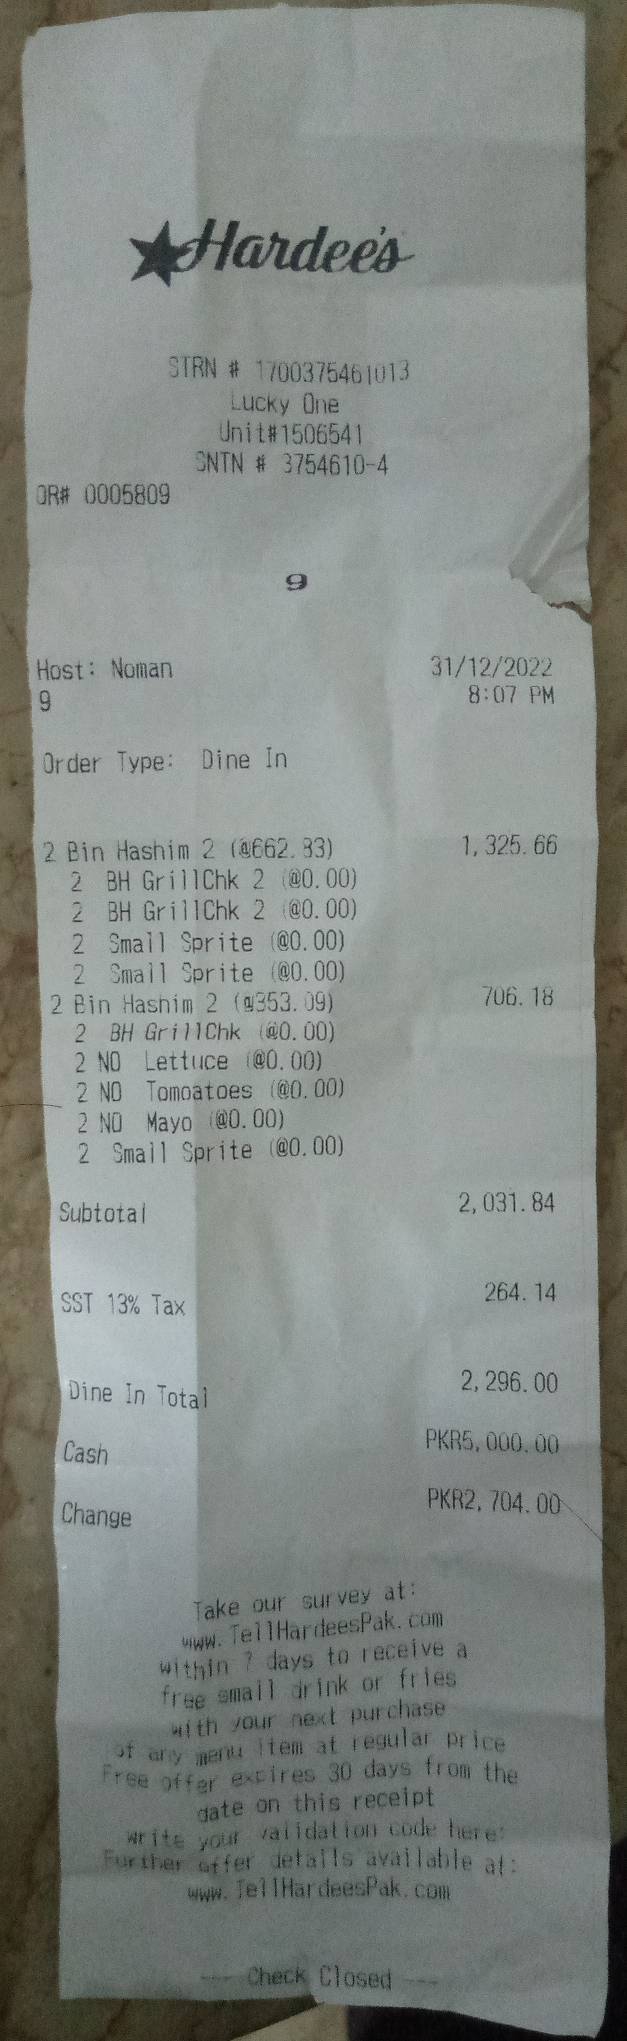 Hardee's
STRN # 1700375461013
Lucky One
Unit#1506541
SNTN # 3754610-4
OR# 0005809
9
Host: Noman 31/12/2022
9 8:07 PM
Order Type: Dine In
2 Bin Hashim 2 (@662.83) 1,325.66
2 BH GrillChk 2 (@0.00)
2 BH GrillChk 2 (@0.00)
2 Small Sprite (@0.00)
2 Small Sprite (@0.00)
2 Bin Hashim 2 (@353.09) 706.18
2 BH GrillChk (@0.00)
2 NO Lettuce (@0.00)
2 NO Tomoatoes (@0.00)
2 NO Mayo (@0.00)
2 Small Sprite (@0.00)
Subtotal 2,031.84
SST 13% Tax 264.14
Dine In Total 2,296.00
Cash PKR5,000.00
Change PKR2,704.00
Take our survey at:
www.TellHardeesPak.com
within 7 days to receive a
free small drink or fries
with your next purchase
of any menu item at regular price
Free offer expires 30 days from the
date on this receipt
write your validation code here:
Further offer details available at:
www.TellHardeesPak.com
--- Check Closed ---